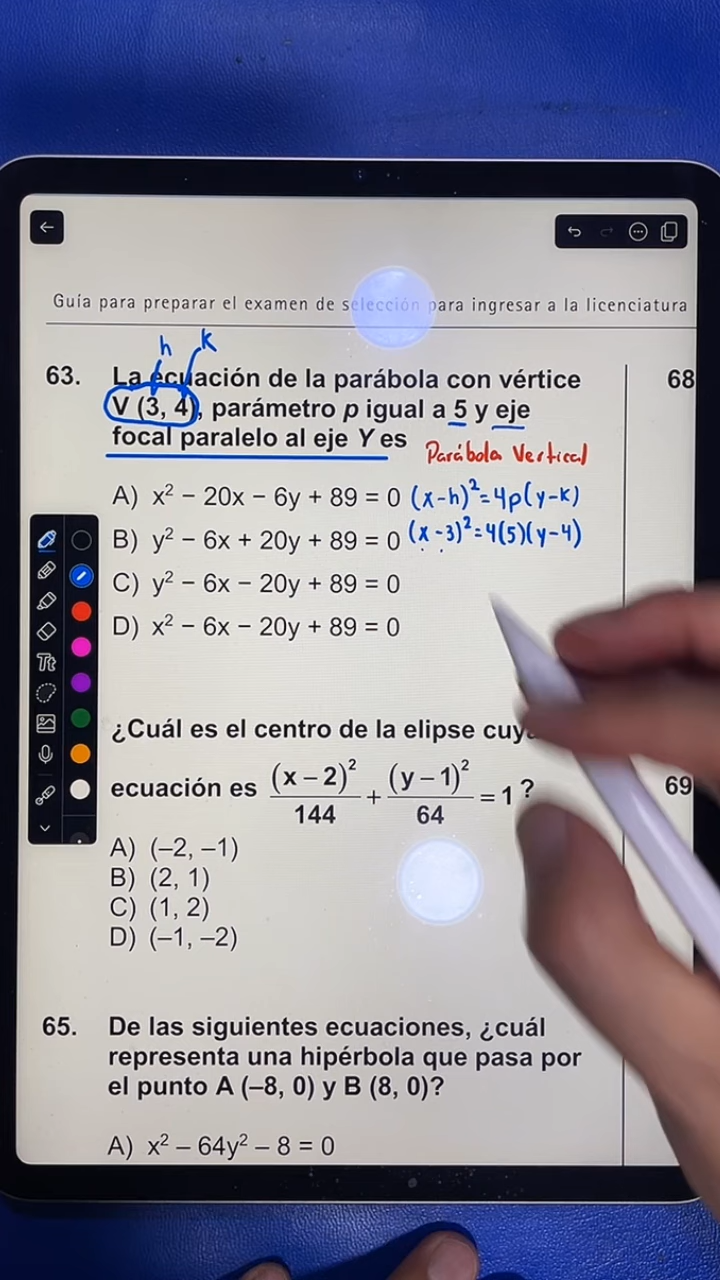 Guía para preparar el examen de selección para ingresar a la licenciatura
h k
63. La ecuación de la parábola con vértice
V (3, 4), parámetro p igual a 5 y eje
focal paralelo al eje Y es
Parábola Vertical
A) x² − 20x − 6y + 89 = 0 (x-h)²=4p(y-k)
B) y² − 6x + 20y + 89 = 0 (x-3)²=4(5)(y-4)
C) y² − 6x − 20y + 89 = 0
D) x² − 6x − 20y + 89 = 0
68
¿Cuál es el centro de la elipse
ecuación es (x−2)²/144 + (y−1)²/64 = 1 ?
69
A) (–2, –1)
B) (2, 1)
C) (1, 2)
D) (–1, –2)
65. De las siguientes ecuaciones, ¿cuál
representa una hipérbola que pasa por
el punto A (–8, 0) y B (8, 0)?
A) x² – 64y² – 8 = 0
Tt